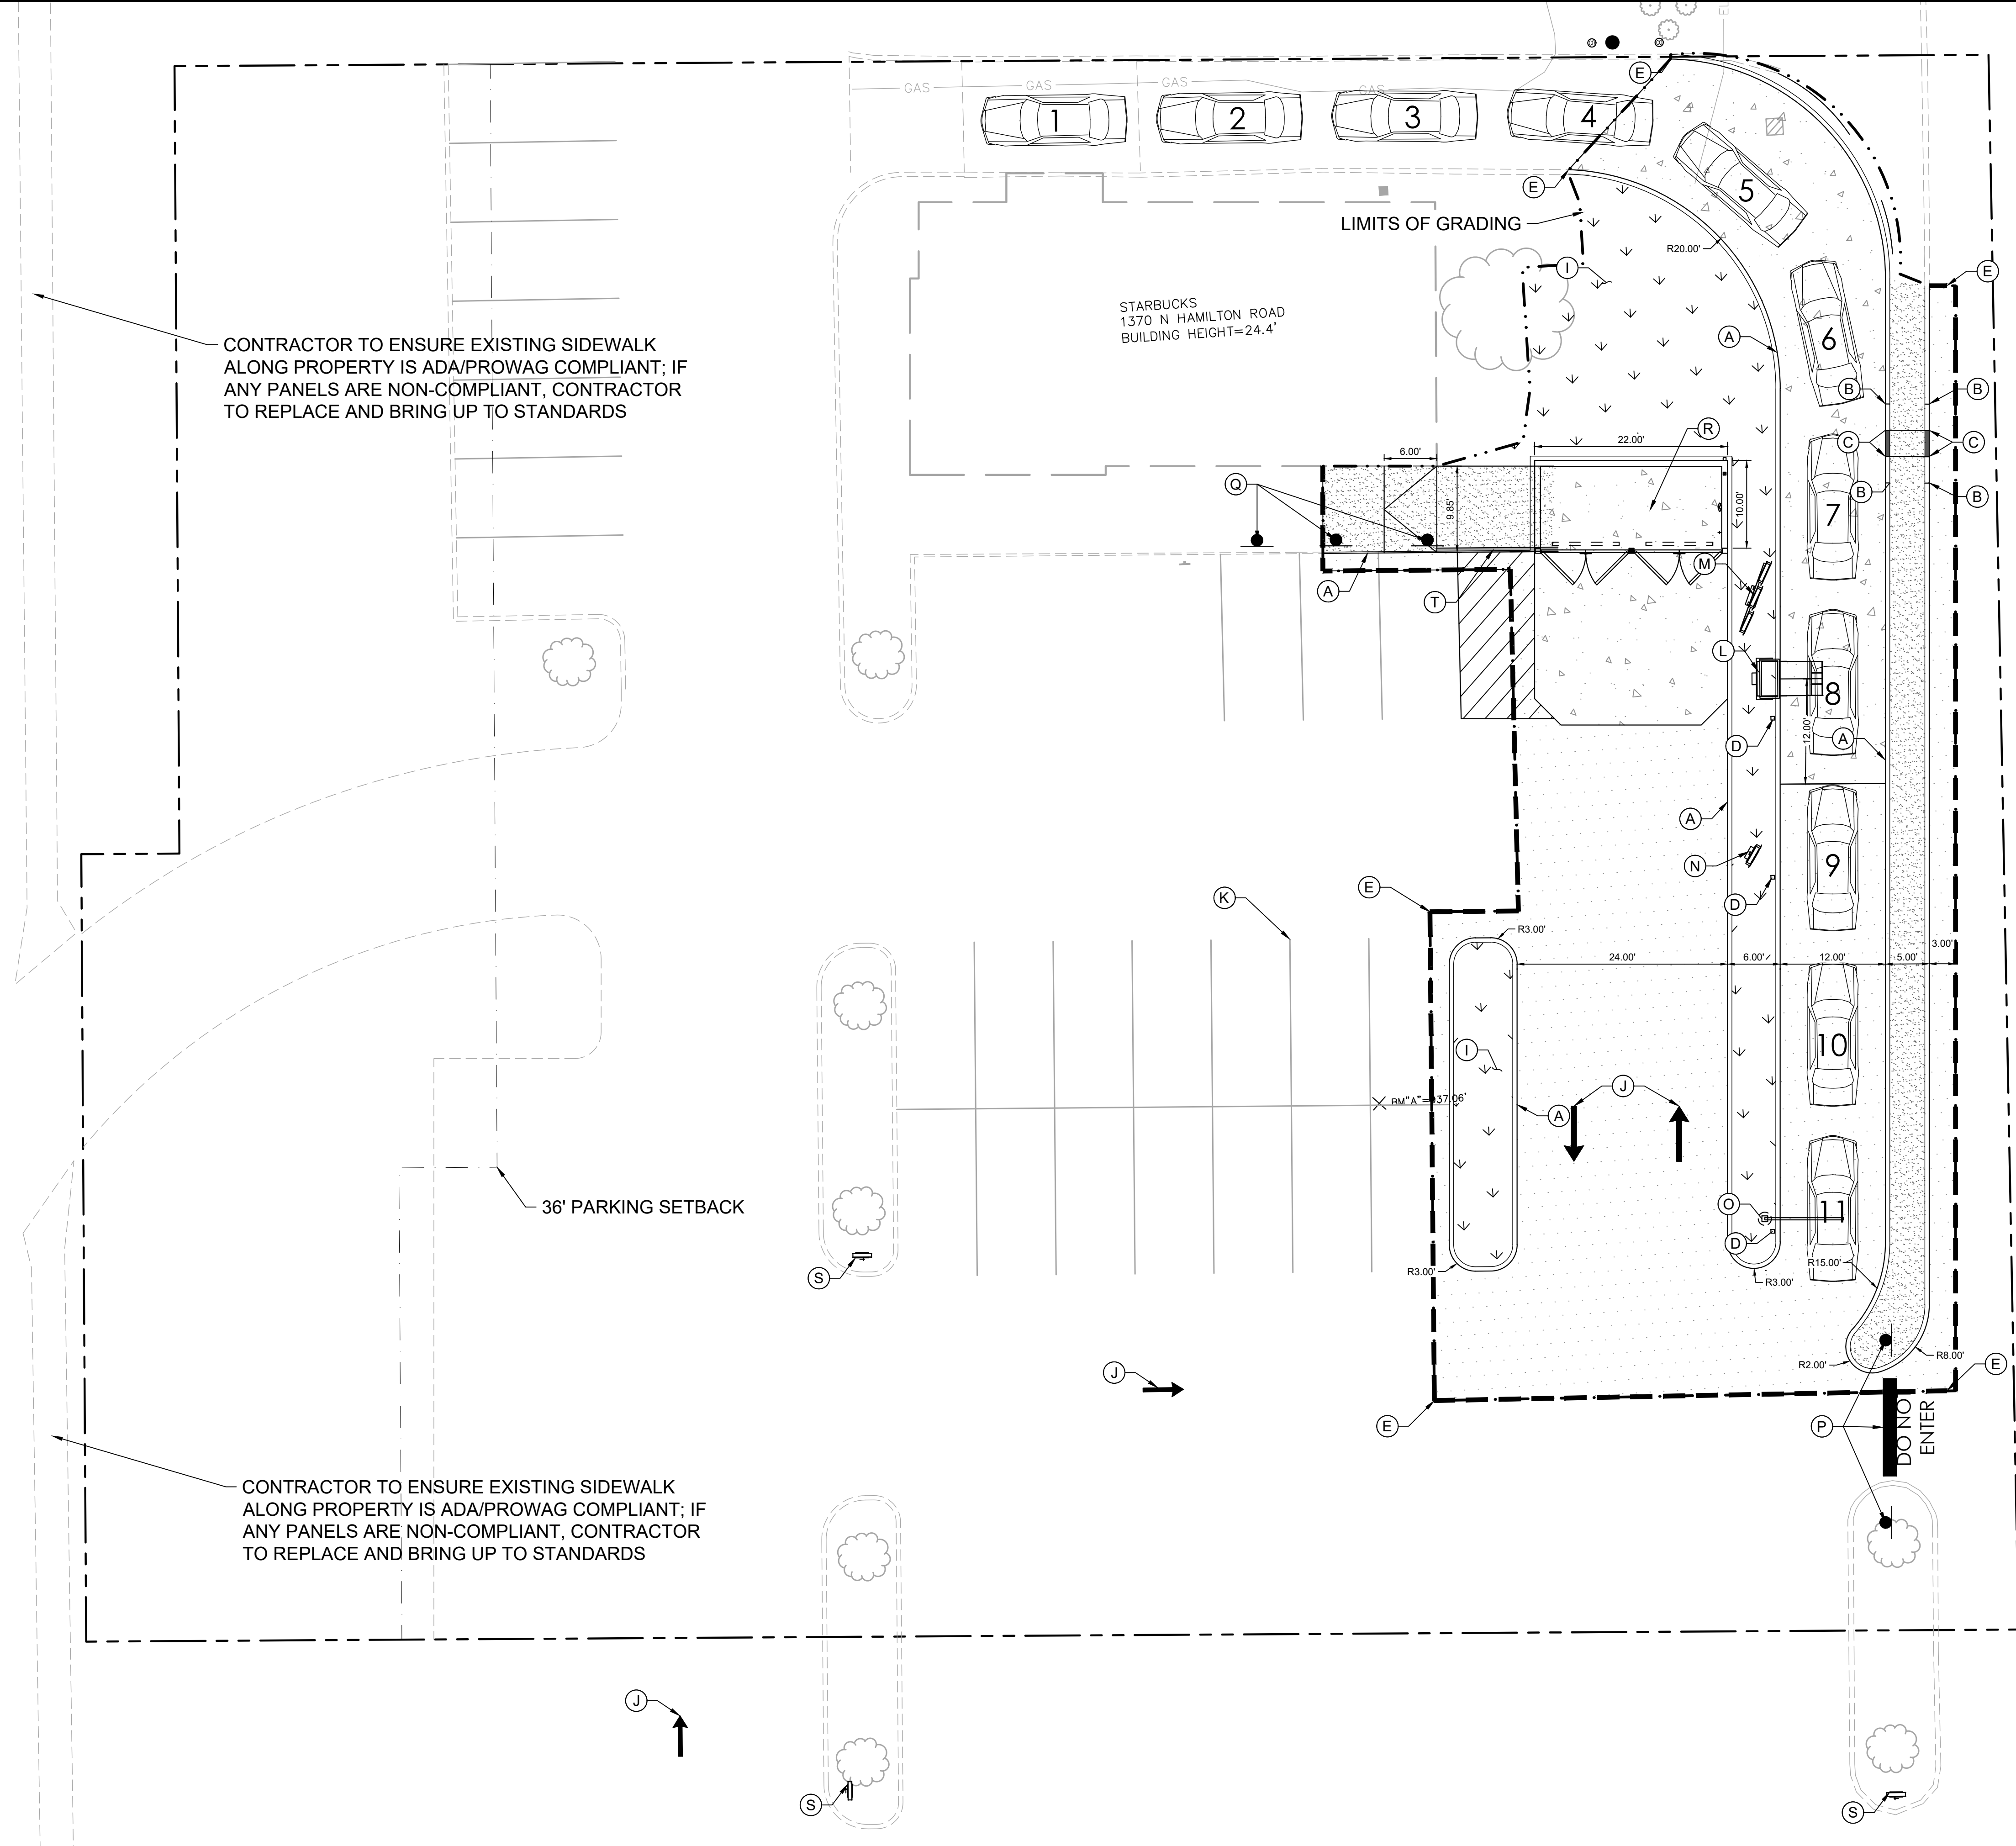 EL
E
GAS
GAS
GAS
GAS
1
2
3
4
5
E
LIMITS OF GRADING
R20.00'
I
E
STARBUCKS
1370 N HAMILTON ROAD
BUILDING HEIGHT=24.4'
CONTRACTOR TO ENSURE EXISTING SIDEWALK
ALONG PROPERTY IS ADA/PROWAG COMPLIANT; IF
ANY PANELS ARE NON-COMPLIANT, CONTRACTOR
TO REPLACE AND BRING UP TO STANDARDS
A
6
B
B
R
22.00'
C
C
6.00'
Q
B
B
9.85'
10.00'
7
M
A
T
L
8
D
12.00'
A
A
N
9
E
K
D
R3.00'
3.00'
24.00'
6.00'
12.00'
5.00'
10
I
J
BM"A"=937.06'
A
36' PARKING SETBACK
O
11
D
S
R3.00'
R3.00'
R15.00'
R8.00'
R2.00'
E
J
E
P
DO NO
ENTER
CONTRACTOR TO ENSURE EXISTING SIDEWALK
ALONG PROPERTY IS ADA/PROWAG COMPLIANT; IF
ANY PANELS ARE NON-COMPLIANT, CONTRACTOR
TO REPLACE AND BRING UP TO STANDARDS
J
S
S